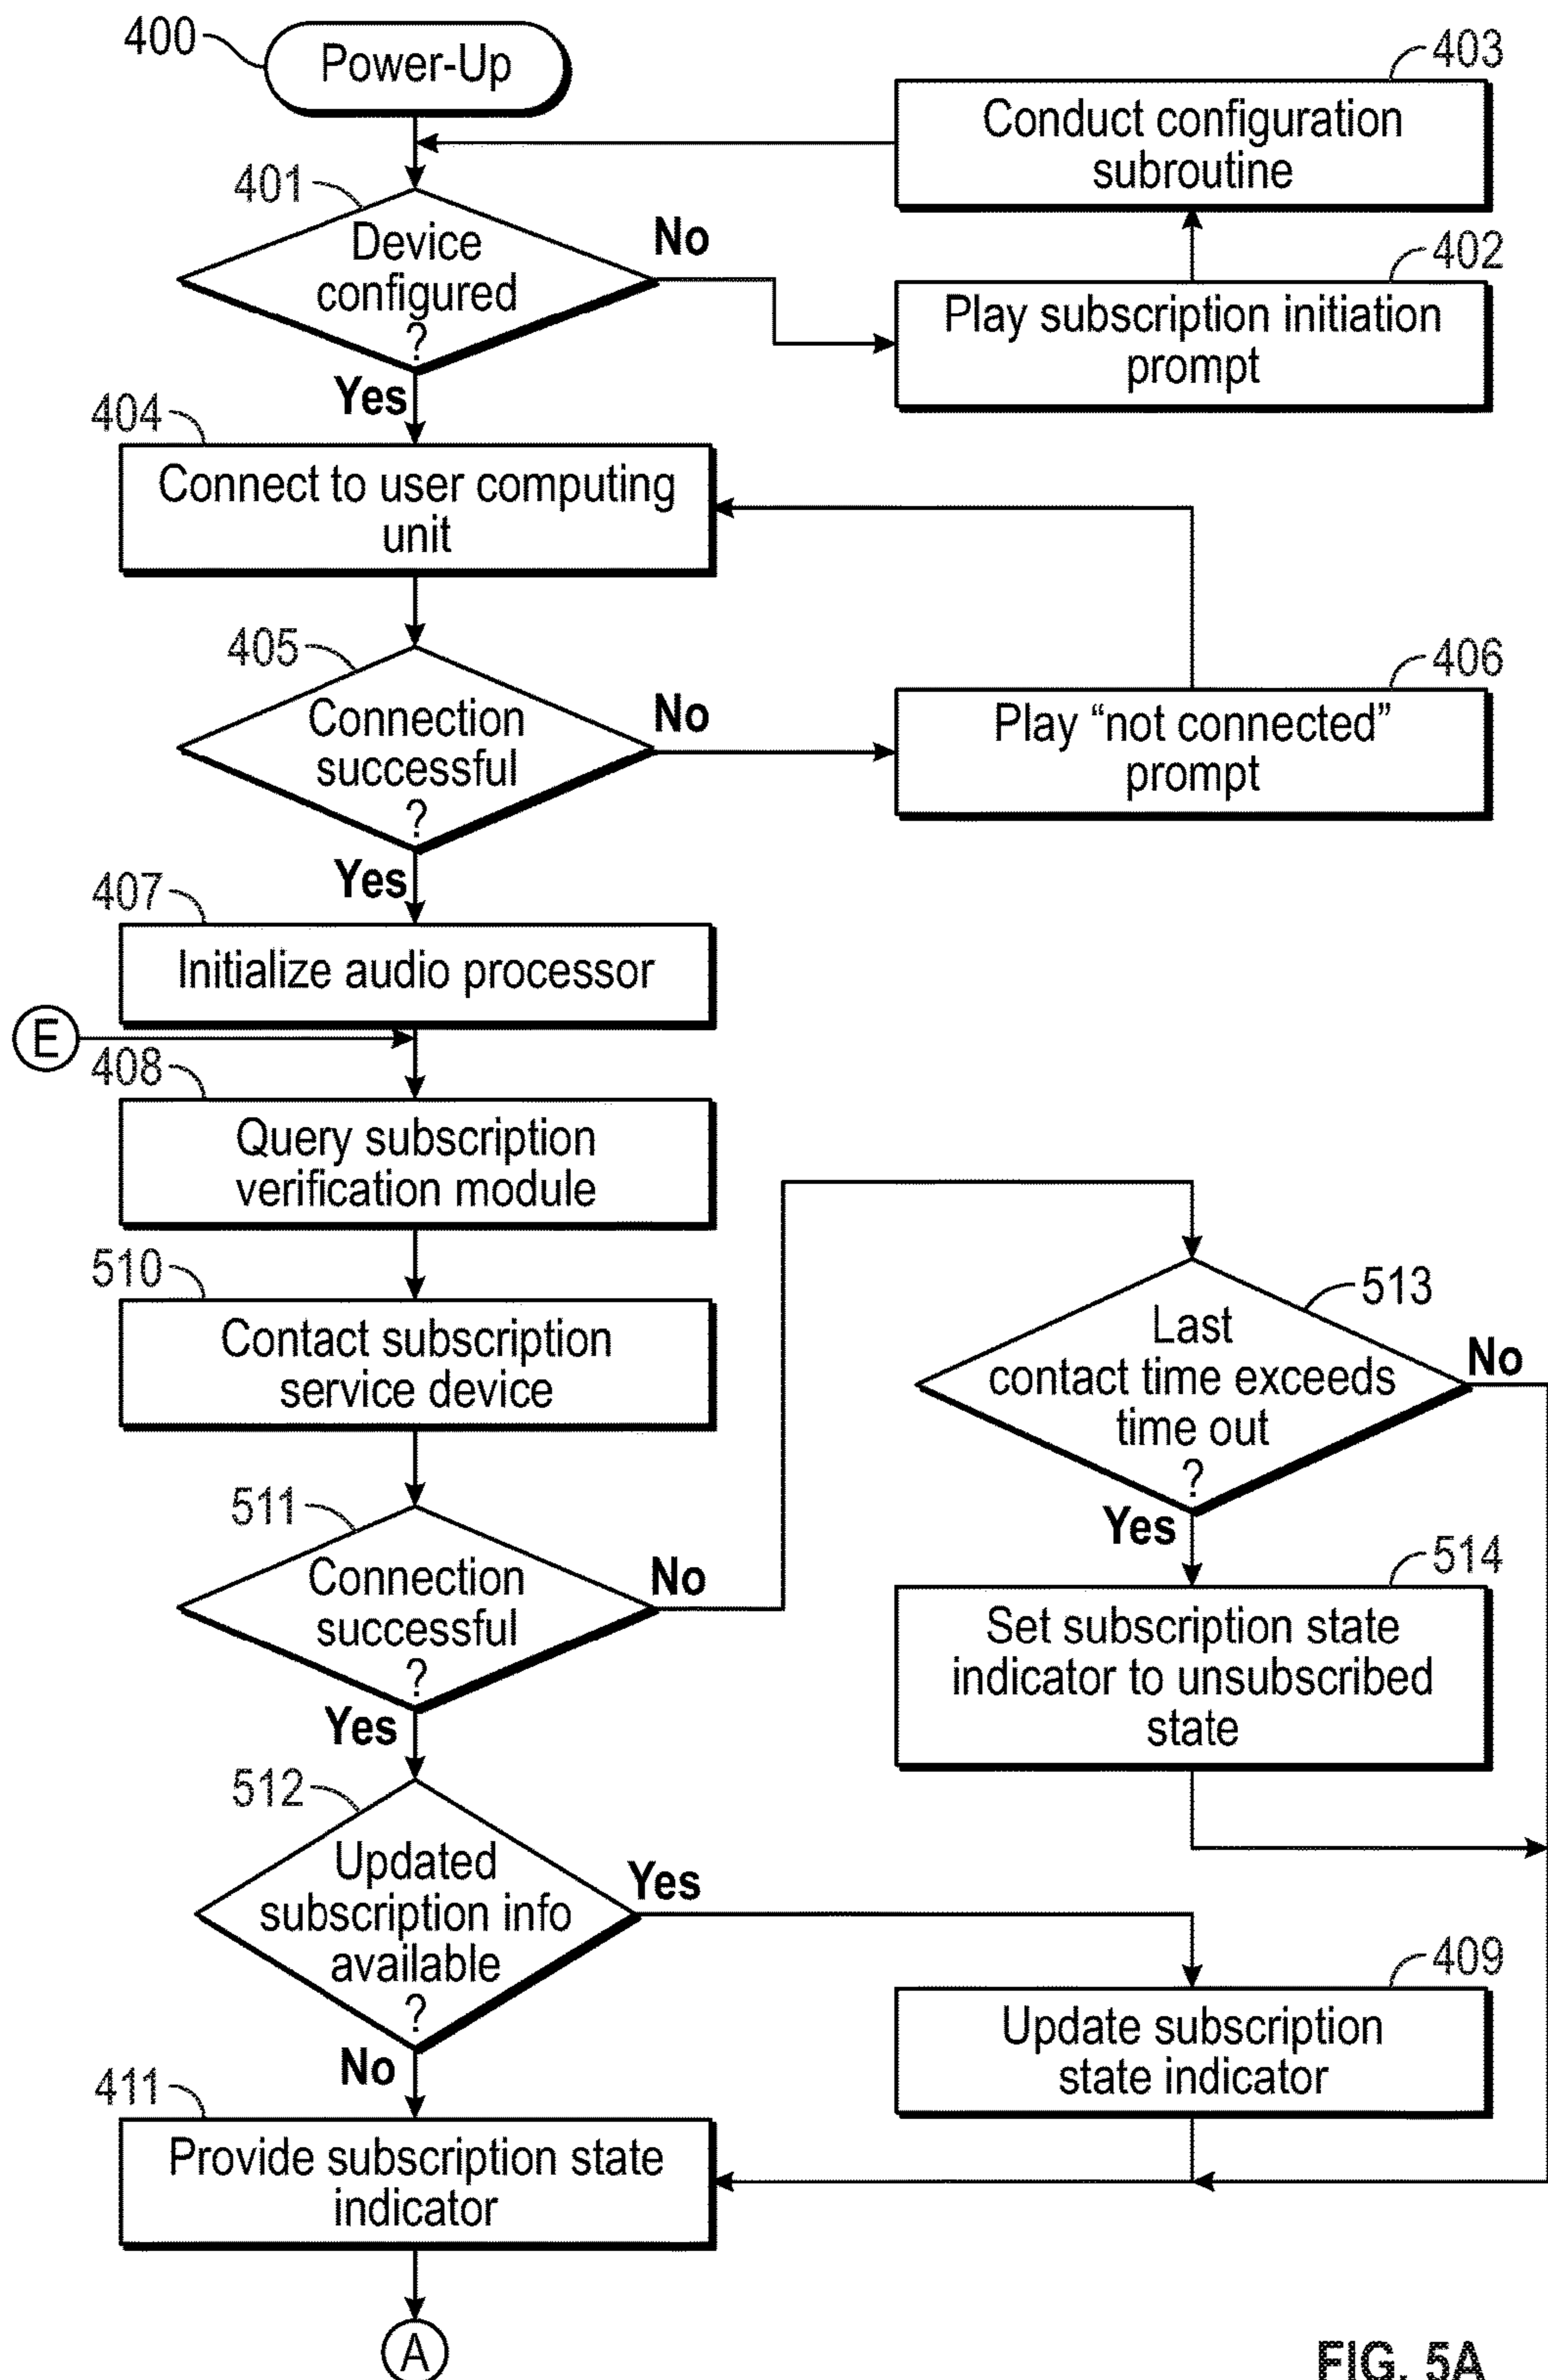 400
Power-Up
403
Conduct configuration
subroutine
401
Device
configured
?
No
402
Play subscription initiation
prompt
Yes
404
Connect to user computing
unit
405
Connection
successful
?
No
406
Play “not connected”
prompt
Yes
407
Initialize audio processor
E
408
Query subscription
verification module
510
Contact subscription
service device
513
Last
contact time exceeds
time out
?
No
Yes
511
Connection
successful
?
No
514
Set subscription state
indicator to unsubscribed
state
Yes
512
Updated
subscription info
available
?
Yes
409
Update subscription
state indicator
No
411
Provide subscription state
indicator
A
FIG. 5A